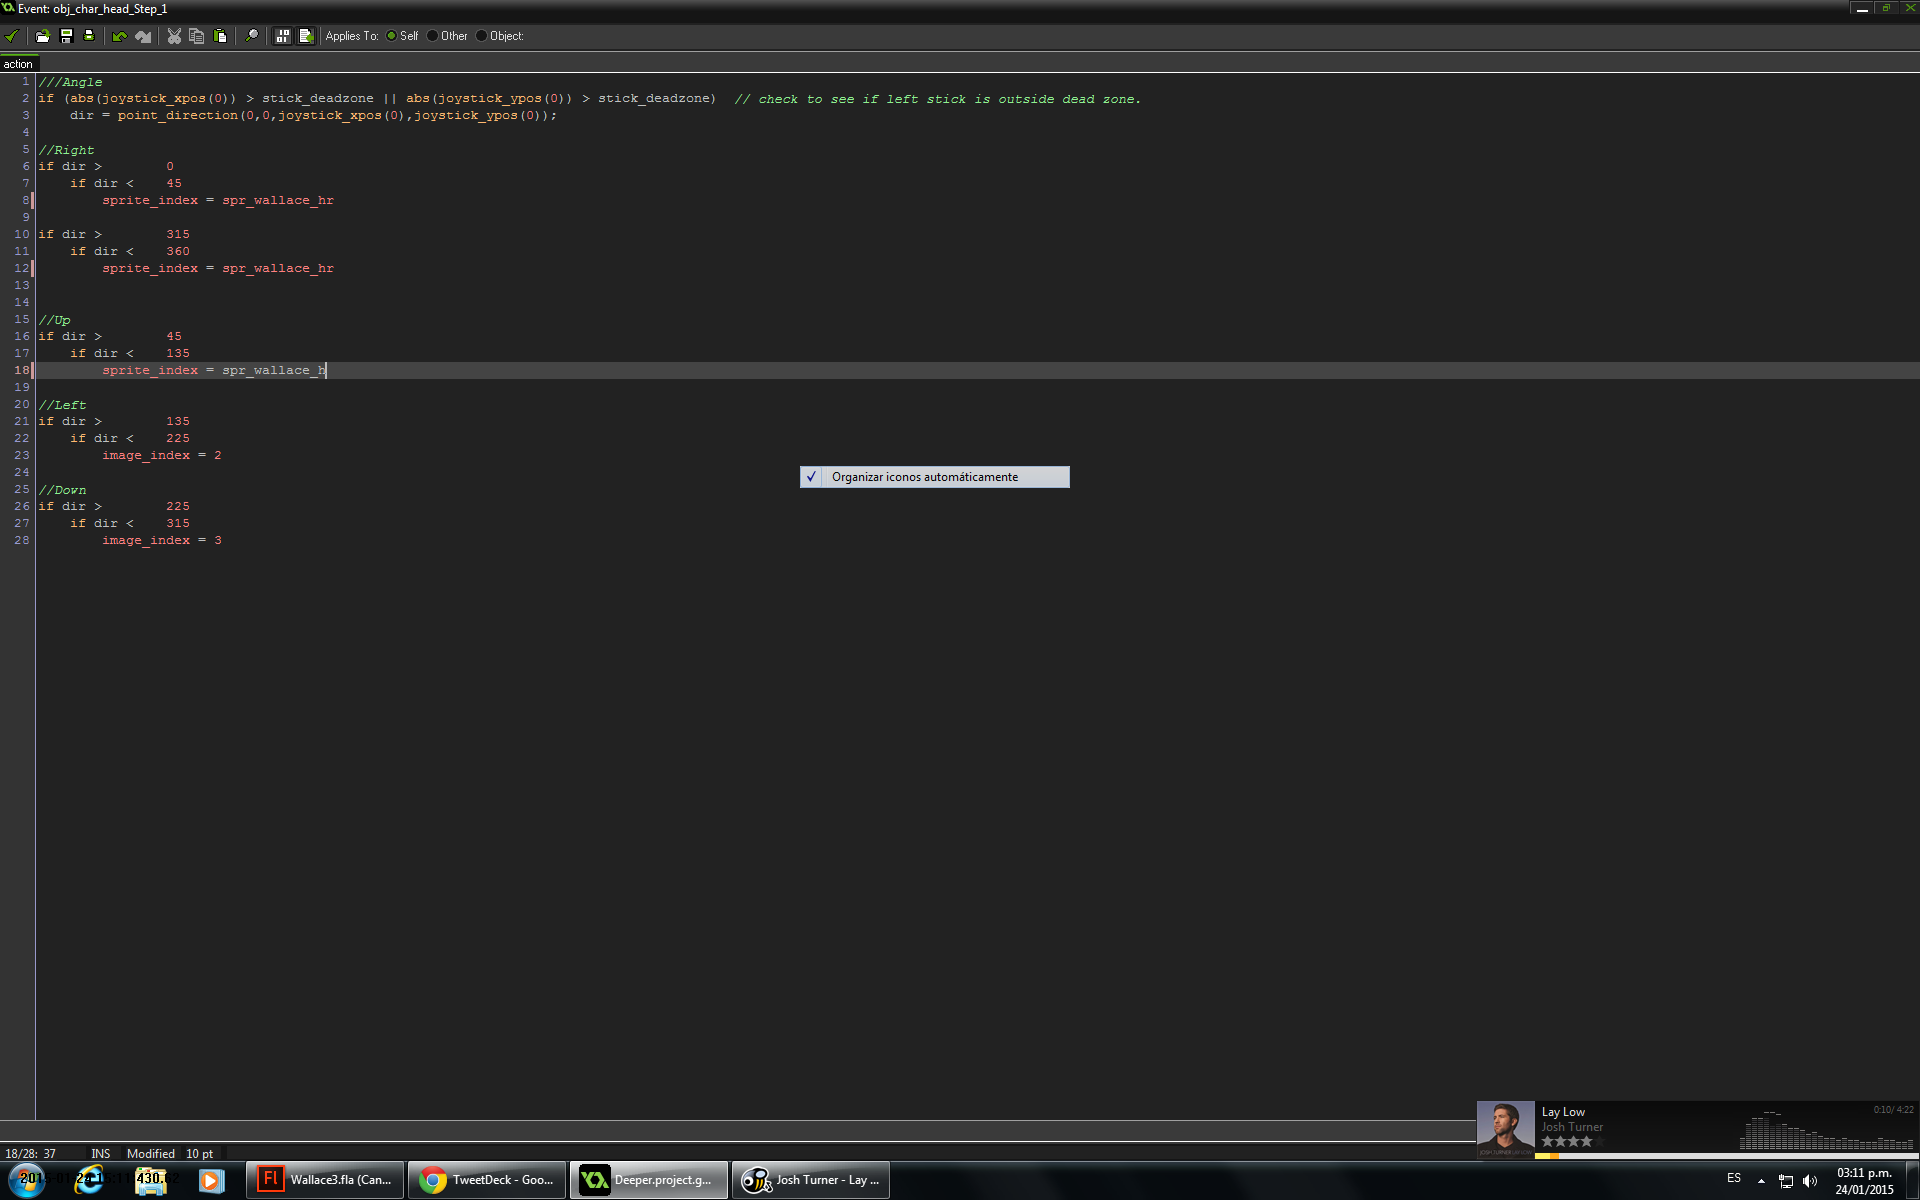 Event: obj_char_head_Step_1
Applies To: Self Other Object:
action
1 ///Angle
2 if (abs(joystick_xpos(0)) > stick_deadzone || abs(joystick_ypos(0)) > stick_deadzone) // check to see if left stick is outside dead zone.
3 dir = point_direction(0,0,joystick_xpos(0),joystick_ypos(0));
4
5 //Right
6 if dir > 0
7 if dir < 45
8 sprite_index = spr_wallace_hr
9
10 if dir > 315
11 if dir < 360
12 sprite_index = spr_wallace_hr
13
14
15 //Up
16 if dir > 45
17 if dir < 135
18 sprite_index = spr_wallace_h
19
20 //Left
21 if dir > 135
22 if dir < 225
23 image_index = 2
24
25 //Down
26 if dir > 225
27 if dir < 315
28 image_index = 3
✓ Organizar iconos automáticamente
Lay Low
0:10/ 4:22
Josh Turner
★★★★
18/28: 37 INS Modified 10 pt
Fl Wallace3.fla (Can...
TweetDeck - Goo...
Deeper.project.g...
Josh Turner - Lay ...
ES
03:11 p.m.
24/01/2015